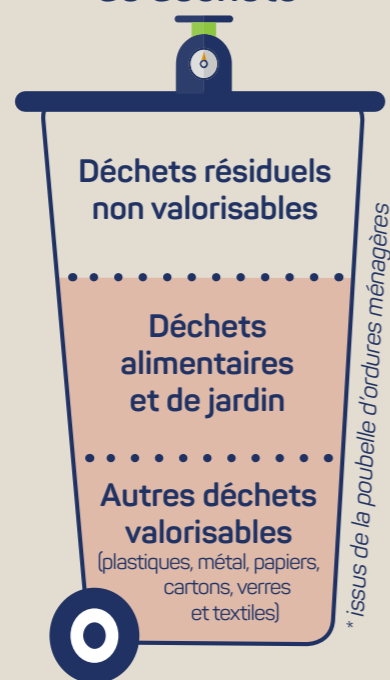 Déchets résiduels
non valorisables
Déchets
alimentaires
et de jardin
Autres déchets
valorisables
(plastiques, métal, papiers,
cartons, verres
et textiles)
* issus de la poubelle d'ordures ménagères